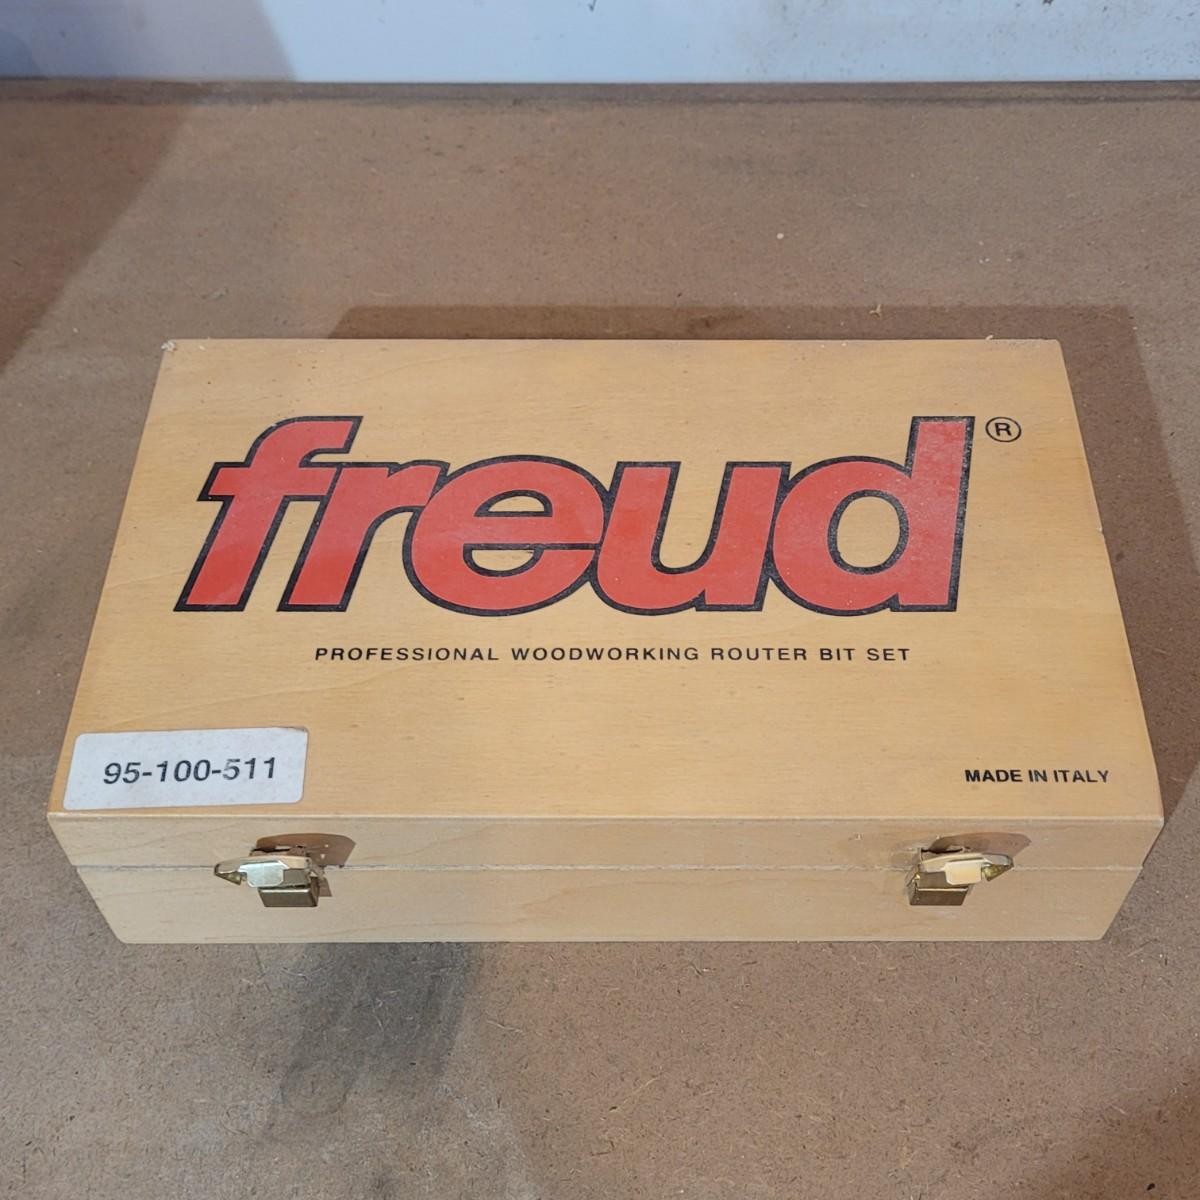 freud®
PROFESSIONAL WOODWORKING ROUTER BIT SET
95-100-511
MADE IN ITALY